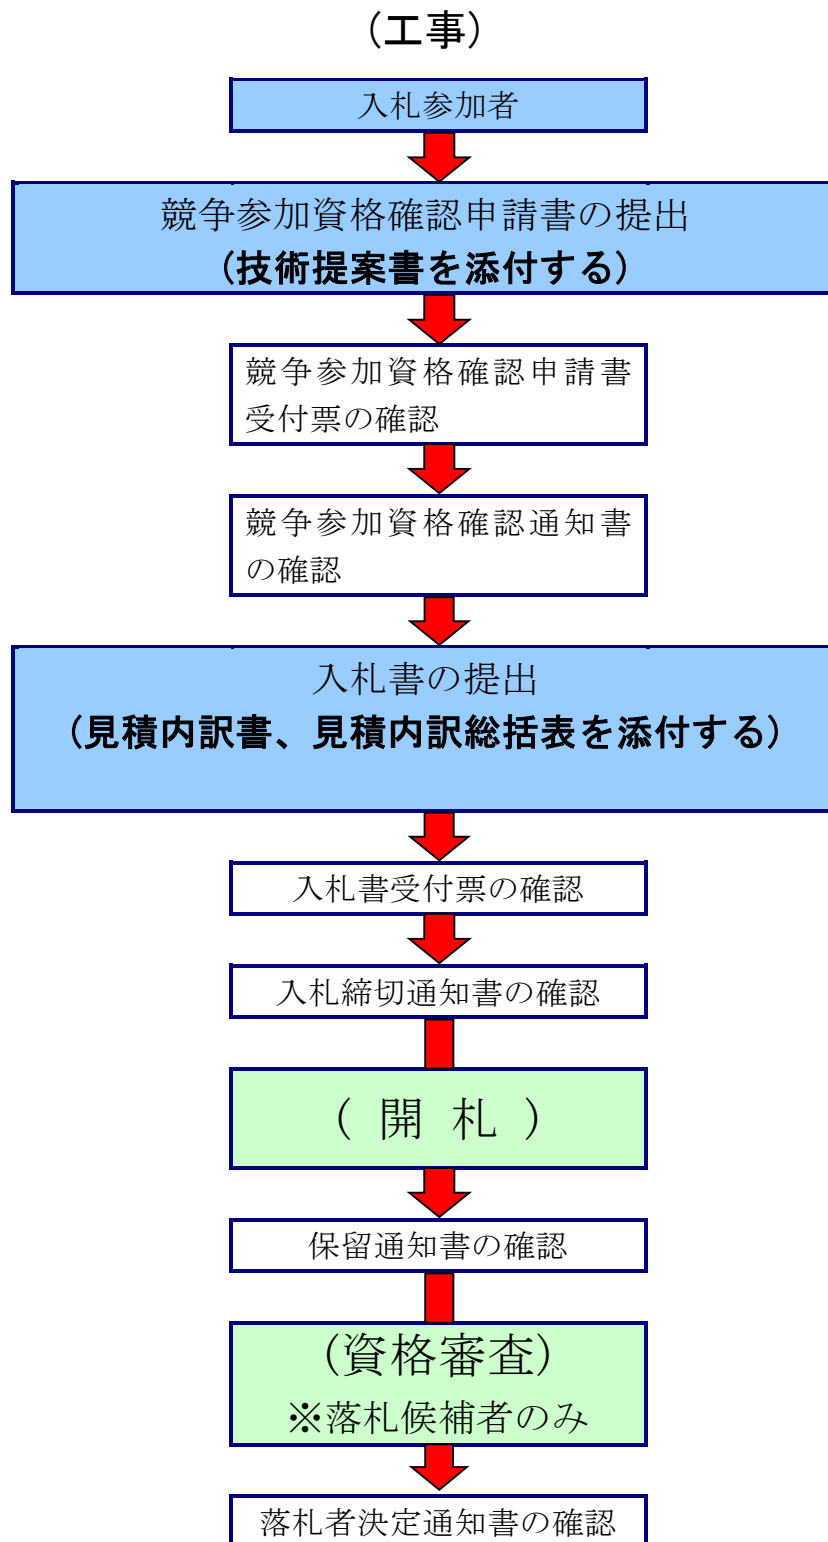 (工事)
入札参加者
競争参加資格確認申請書の提出
(技術提案書を添付する)
競争参加資格確認申請書
受付票の確認
競争参加資格確認通知書
の確認
入札書の提出
(見積内訳書、見積内訳総括表を添付する)
入札書受付票の確認
入札締切通知書の確認
( 開 札 )
保留通知書の確認
(資格審査)
※落札候補者のみ
落札者決定通知書の確認